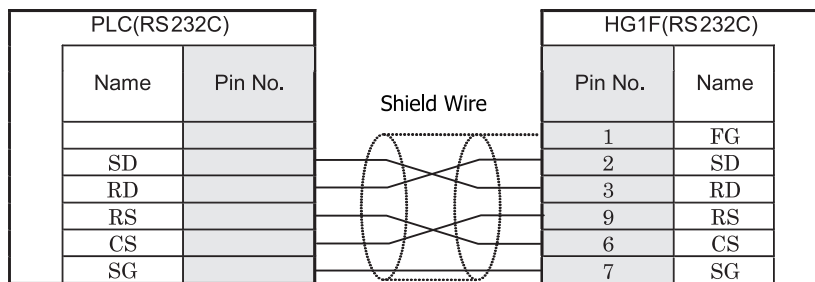 PLC(RS232C) HG1F(RS232C)
Name Pin No. Shield Wire Pin No. Name
1 FG
SD 2 SD
RD 3 RD
RS 9 RS
CS 6 CS
SG 7 SG